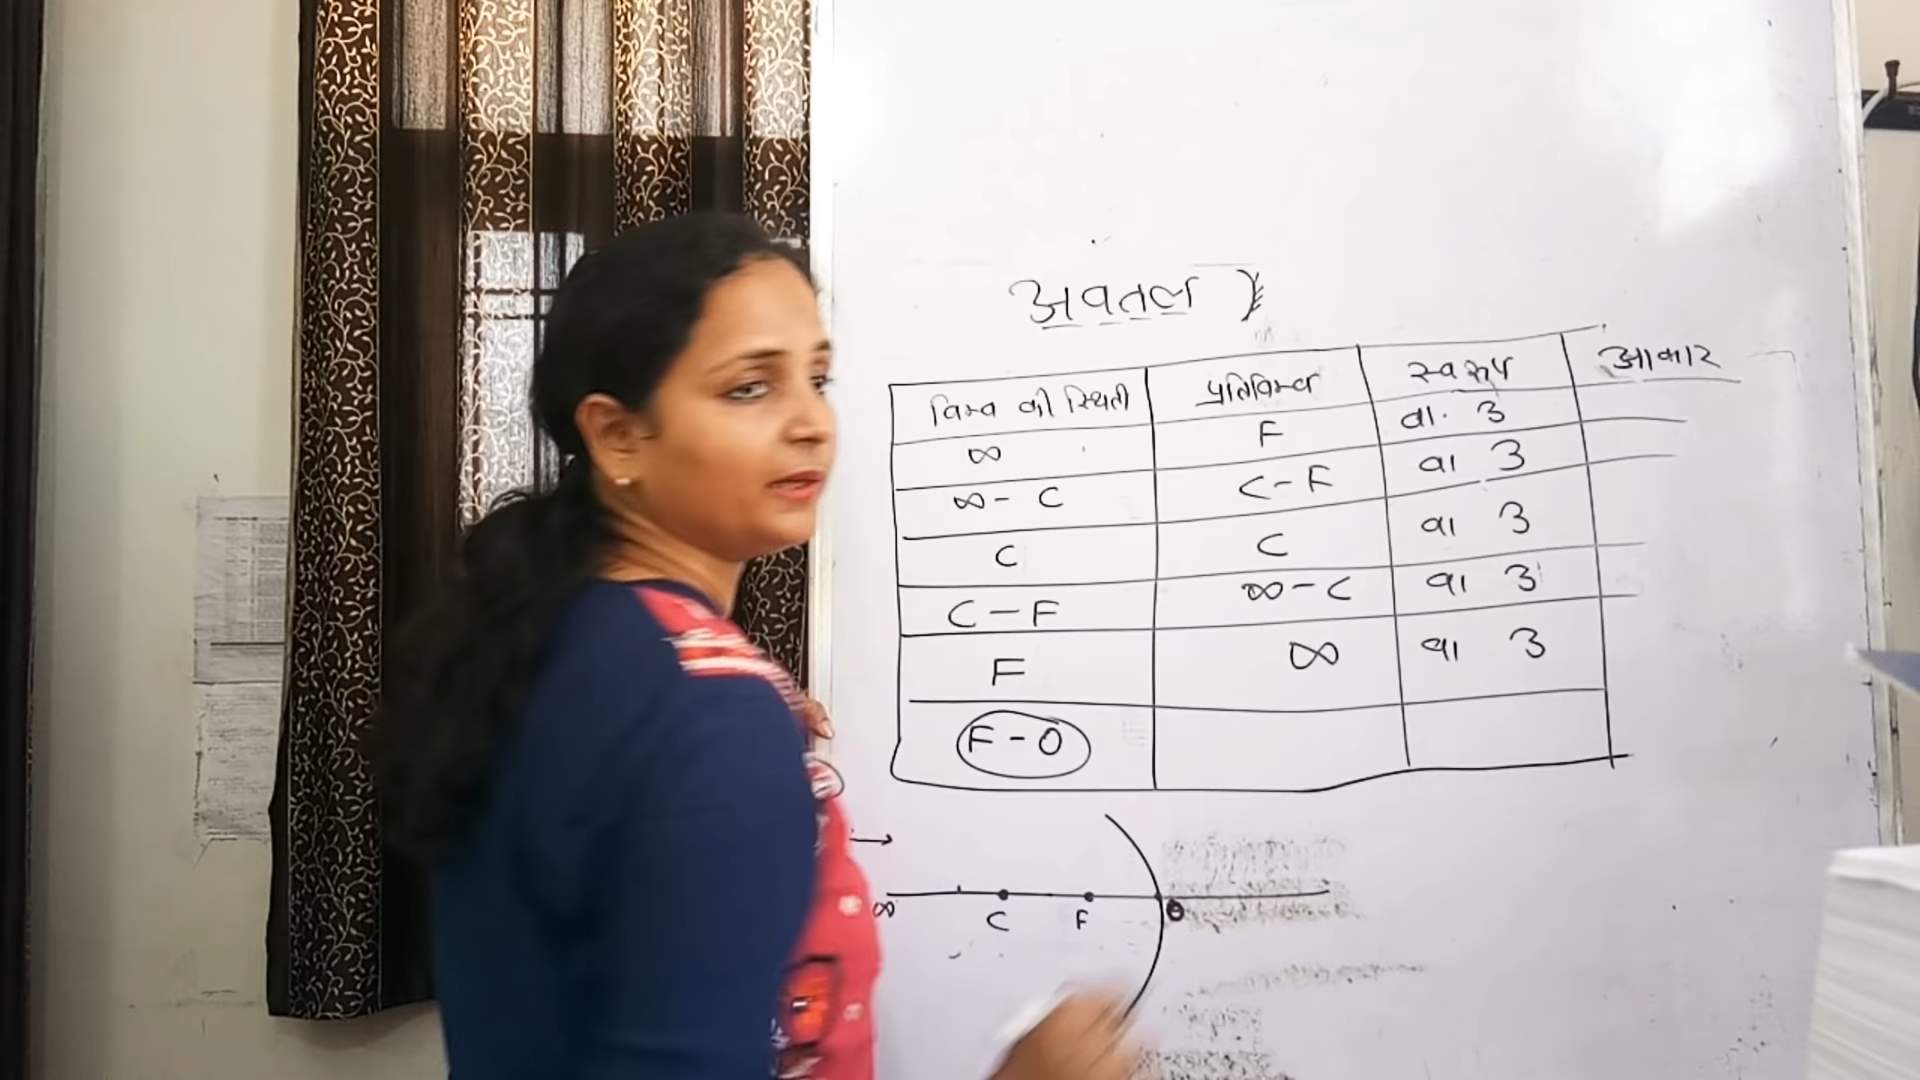 अवतल
विम्ब की स्थिती प्रतिविम्ब स्वरूप आकार
∞ F वा. उ
∞ - C C - F वा उ
C C वा उ
C - F ∞ - C वा उ
F ∞ वा उ
F - O
∞ C F O